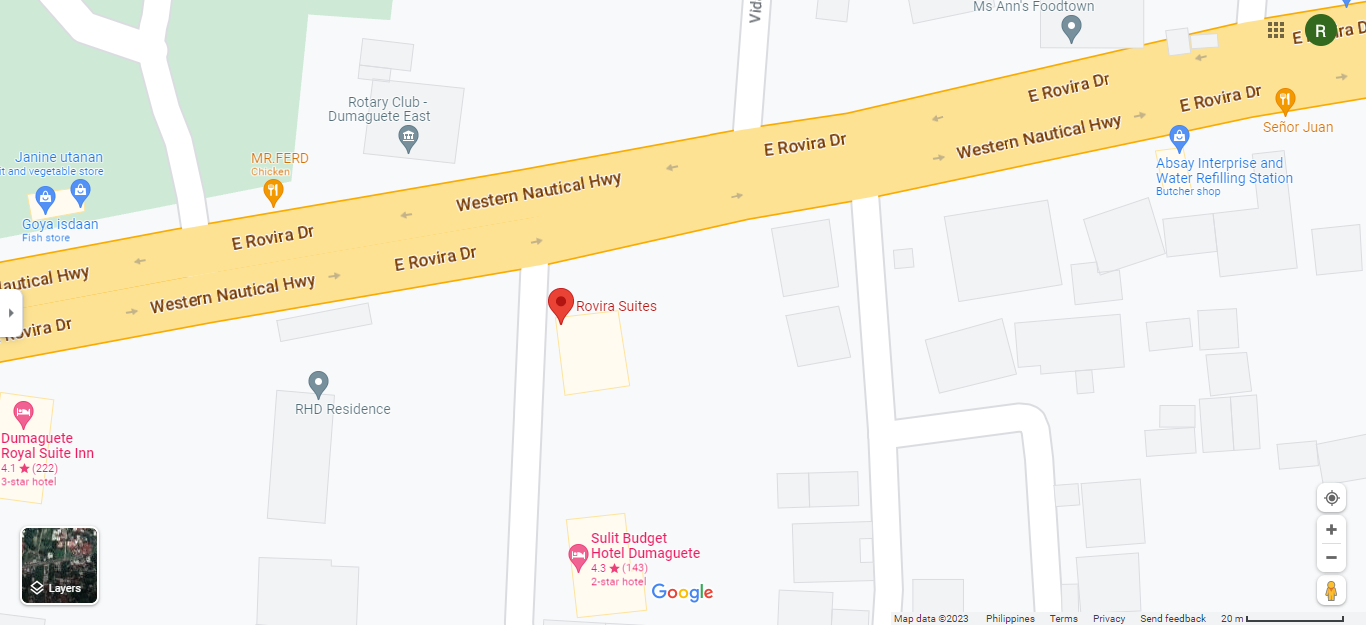 Ms Ann's Foodtown
E Rovira Dr
R
E Rovira Dr
E Rovira Dr
Señor Juan
Western Nautical Hwy
E Rovira Dr
Absay Interprise and
Water Refilling Station
Butcher shop
Rotary Club -
Dumaguete East
MR.FERD
Chicken
Janine utanan
it and vegetable store
Goya isdaan
Fish store
Western Nautical Hwy
E Rovira Dr
E Rovira Dr
Nautical Hwy
Western Nautical Hwy
Rovira Dr
Rovira Suites
RHD Residence
Dumaguete
Royal Suite Inn
4.1 ★ (222)
3-star hotel
Sulit Budget
Hotel Dumaguete
4.3 ★ (143)
2-star hotel
Layers
Google
Map data ©2023 Philippines Terms Privacy Send feedback 20 m